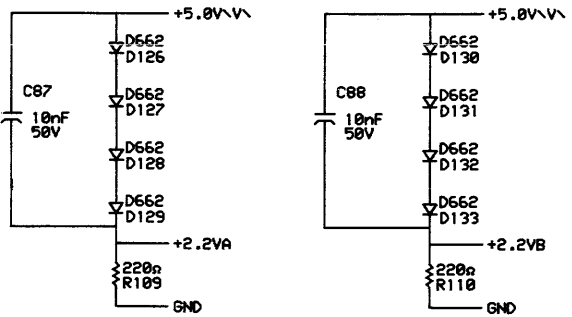 +5.0V\V\
D662
D126
C87
10nF
50V
D662
D127
D662
D128
D662
D129
+2.2VA
220Ω
R109
GND
+5.0V\V\
D662
D130
C88
10nF
50V
D662
D131
D662
D132
D662
D133
+2.2VB
220Ω
R110
GND